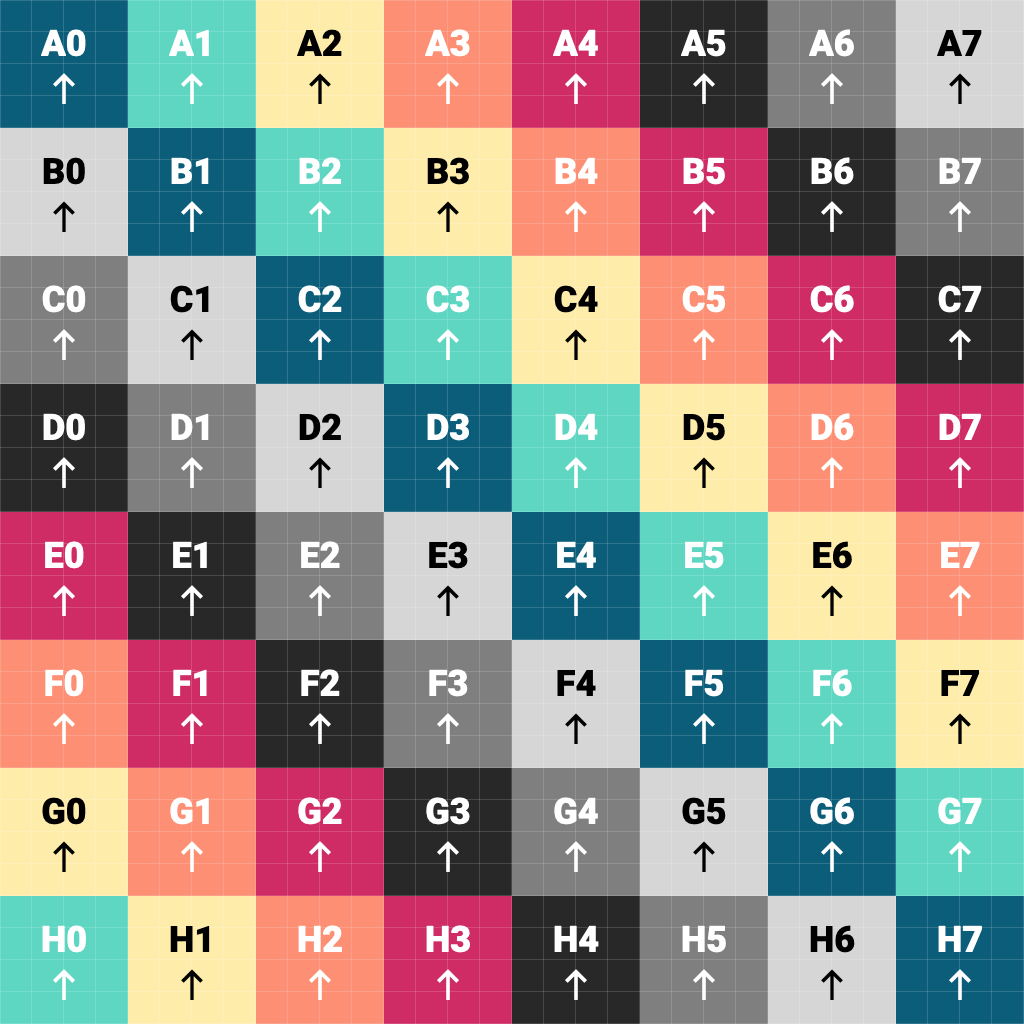 A0 A1 A2 A3 A4 A5 A6 A7
↑ ↑ ↑ ↑ ↑ ↑ ↑ ↑
B0 B1 B2 B3 B4 B5 B6 B7
↑ ↑ ↑ ↑ ↑ ↑ ↑ ↑
C0 C1 C2 C3 C4 C5 C6 C7
↑ ↑ ↑ ↑ ↑ ↑ ↑ ↑
D0 D1 D2 D3 D4 D5 D6 D7
↑ ↑ ↑ ↑ ↑ ↑ ↑ ↑
E0 E1 E2 E3 E4 E5 E6 E7
↑ ↑ ↑ ↑ ↑ ↑ ↑ ↑
F0 F1 F2 F3 F4 F5 F6 F7
↑ ↑ ↑ ↑ ↑ ↑ ↑ ↑
G0 G1 G2 G3 G4 G5 G6 G7
↑ ↑ ↑ ↑ ↑ ↑ ↑ ↑
H0 H1 H2 H3 H4 H5 H6 H7
↑ ↑ ↑ ↑ ↑ ↑ ↑ ↑